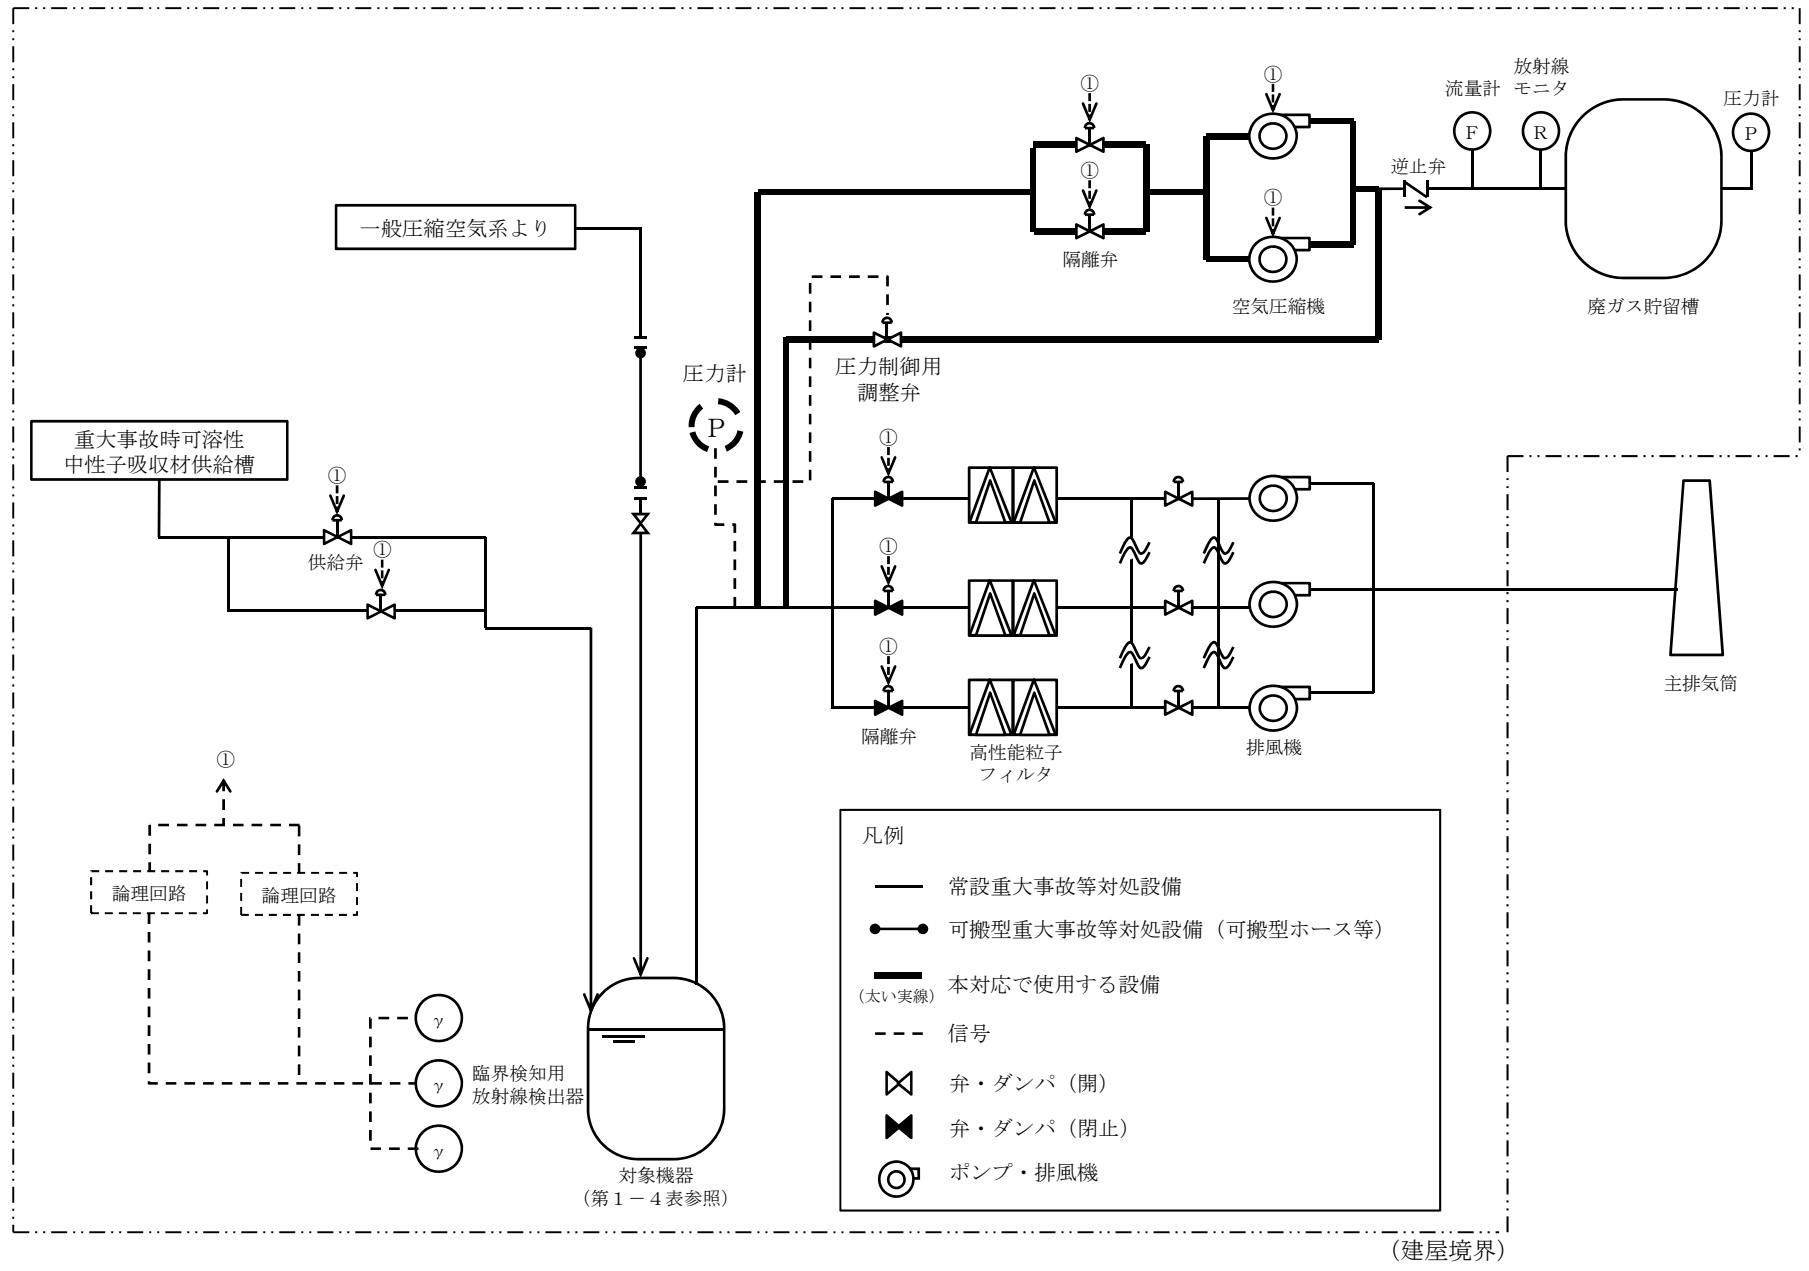 ①
①
放射線
流量計
モニタ
圧力計
F
R
P
逆止弁
①
①
隔離弁
空気圧縮機
廃ガス貯留槽
一般圧縮空気系より
圧力計
P
圧力制御用
調整弁
重大事故時可溶性
中性子吸収材供給槽
①
供給弁
①
①
①
①
隔離弁
高性能粒子
フィルタ
排風機
主排気筒
①
論理回路
論理回路
γ
γ
γ
臨界検知用
放射線検出器
対象機器
(第1-4表参照)
凡例
常設重大事故等対処設備
可搬型重大事故等対処設備(可搬型ホース等)
(太い実線)
本対応で使用する設備
信号
弁・ダンパ(開)
弁・ダンパ(閉止)
ポンプ・排風機
(建屋境界)